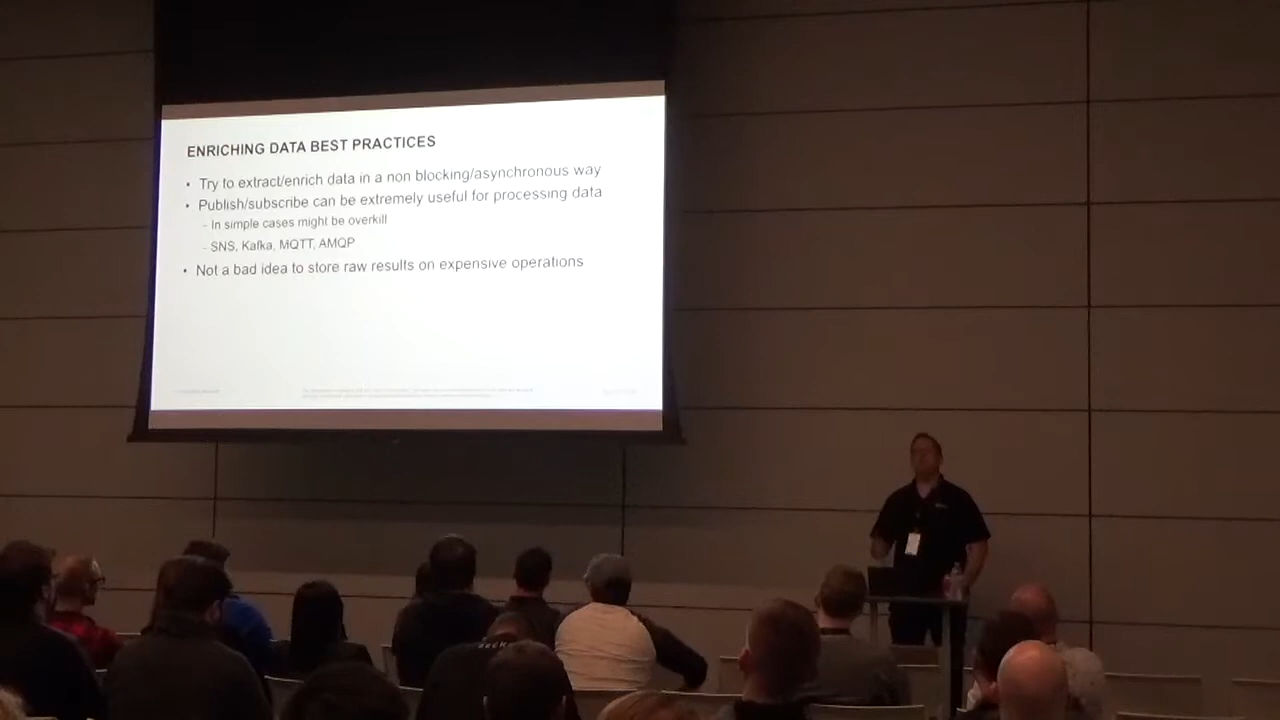 ENRICHING DATA BEST PRACTICES
• Try to extract/enrich data in a non blocking/asynchronous way
• Publish/subscribe can be extremely useful for processing data
- In simple cases might be overkill
- SNS, Kafka, MQTT, AMQP
• Not a bad idea to store raw results on expensive operations